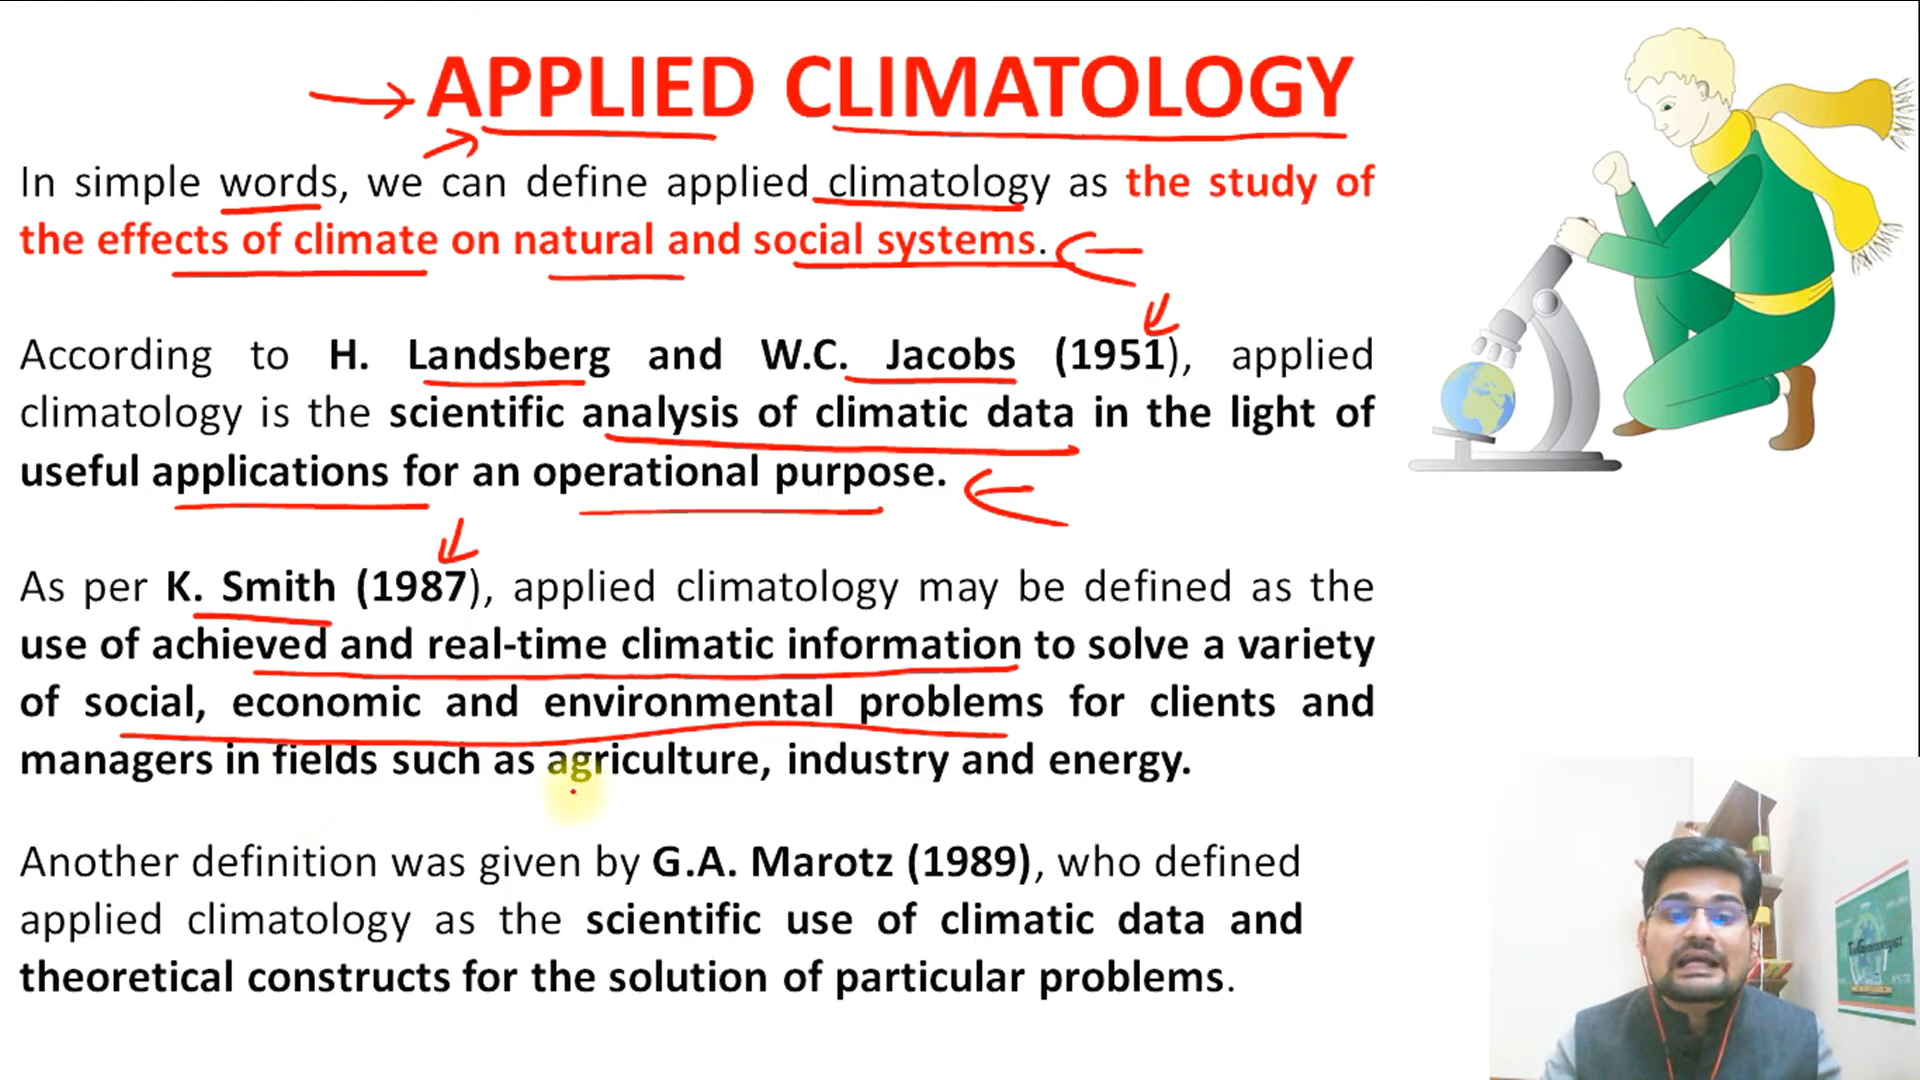 APPLIED CLIMATOLOGY
In simple words, we can define applied climatology as the study of
the effects of climate on natural and social systems.
According to H. Landsberg and W.C. Jacobs (1951), applied
climatology is the scientific analysis of climatic data in the light of
useful applications for an operational purpose.
As per K. Smith (1987), applied climatology may be defined as the
use of achieved and real-time climatic information to solve a variety
of social, economic and environmental problems for clients and
managers in fields such as agriculture, industry and energy.
Another definition was given by G.A. Marotz (1989), who defined
applied climatology as the scientific use of climatic data and
theoretical constructs for the solution of particular problems.